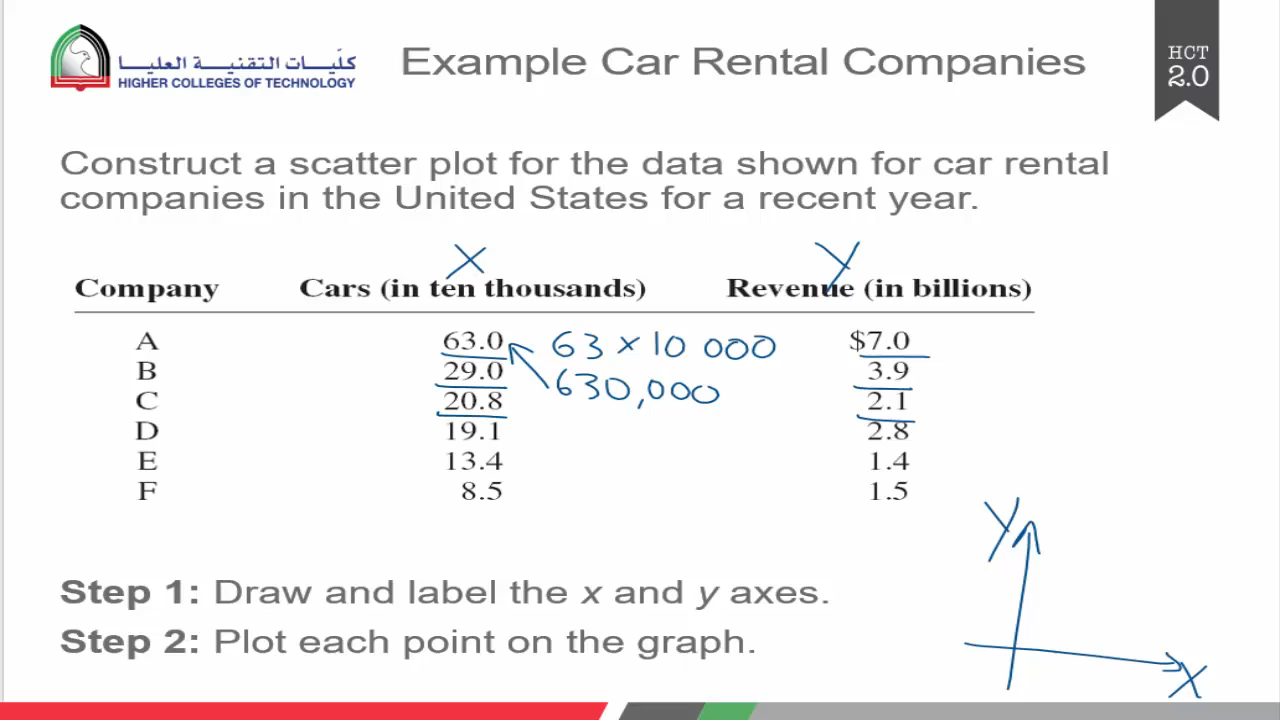 كليات التقنية العليا
HIGHER COLLEGES OF TECHNOLOGY
Example Car Rental Companies
HCT
2.0
Construct a scatter plot for the data shown for car rental
companies in the United States for a recent year.
X Y
Company Cars (in ten thousands) Revenue (in billions)
A 63.0 63 × 10 000 $7.0
B 29.0 630,000 3.9
C 20.8 2.1
D 19.1 2.8
E 13.4 1.4
F 8.5 1.5
Y
Step 1: Draw and label the x and y axes.
Step 2: Plot each point on the graph.
X